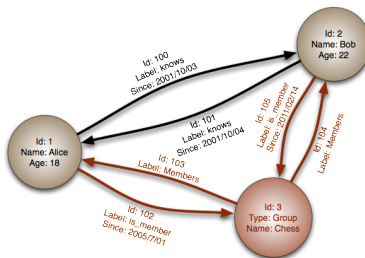 Id: 100
Label: knows
Since: 2001/10/03
Id: 2
Name: Bob
Age: 22
Id: 101
Label: knows
Since: 2001/10/04
Id: 105
Label: is_member
Since: 2011/02/14
Id: 104
Label: Members
Id: 1
Name: Alice
Age: 18
Id: 103
Label: Members
Id: 102
Label: is_member
Since: 2005/7/01
Id: 3
Type: Group
Name: Chess